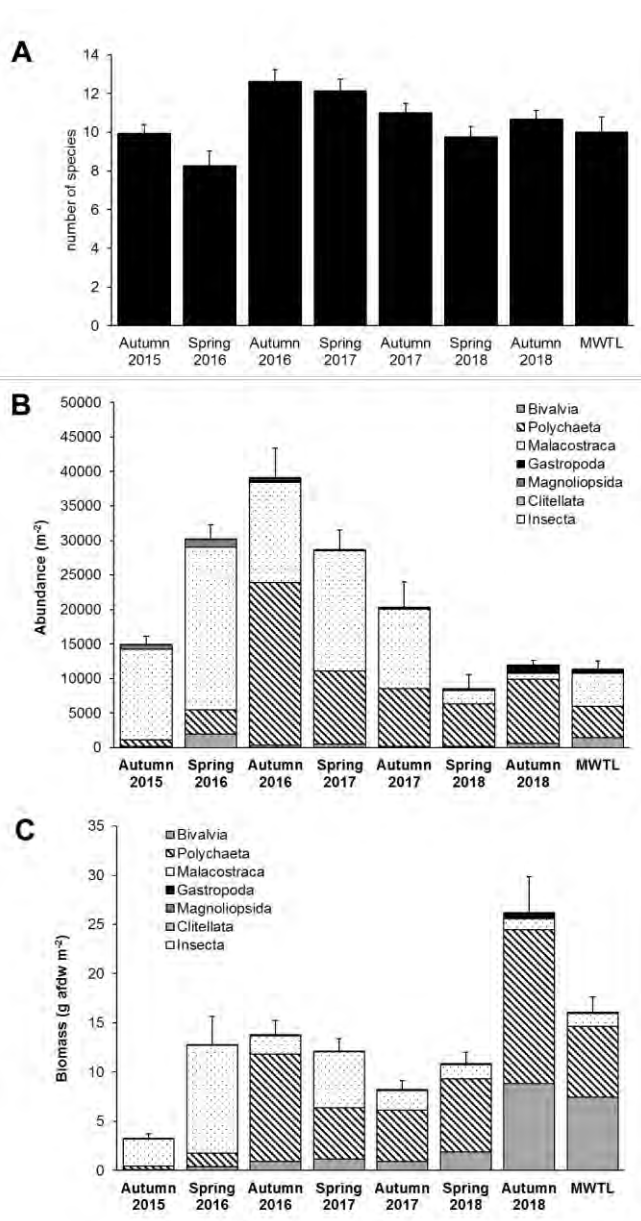 A
14
12
10
8
6
4
2
0
number of species
Autumn 2015
Spring 2016
Autumn 2016
Spring 2017
Autumn 2017
Spring 2018
Autumn 2018
MWTL
B
50000
45000
40000
35000
30000
25000
20000
15000
10000
5000
0
Abundance (m-2)
Bivalvia
Polychaeta
Malacostraca
Gastropoda
Magnoliopsida
Clitellata
Insecta
Autumn 2015
Spring 2016
Autumn 2016
Spring 2017
Autumn 2017
Spring 2018
Autumn 2018
MWTL
C
35
30
25
20
15
10
5
0
Biomass (g afdw m-2)
Bivalvia
Polychaeta
Malacostraca
Gastropoda
Magnoliopsida
Clitellata
Insecta
Autumn 2015
Spring 2016
Autumn 2016
Spring 2017
Autumn 2017
Spring 2018
Autumn 2018
MWTL